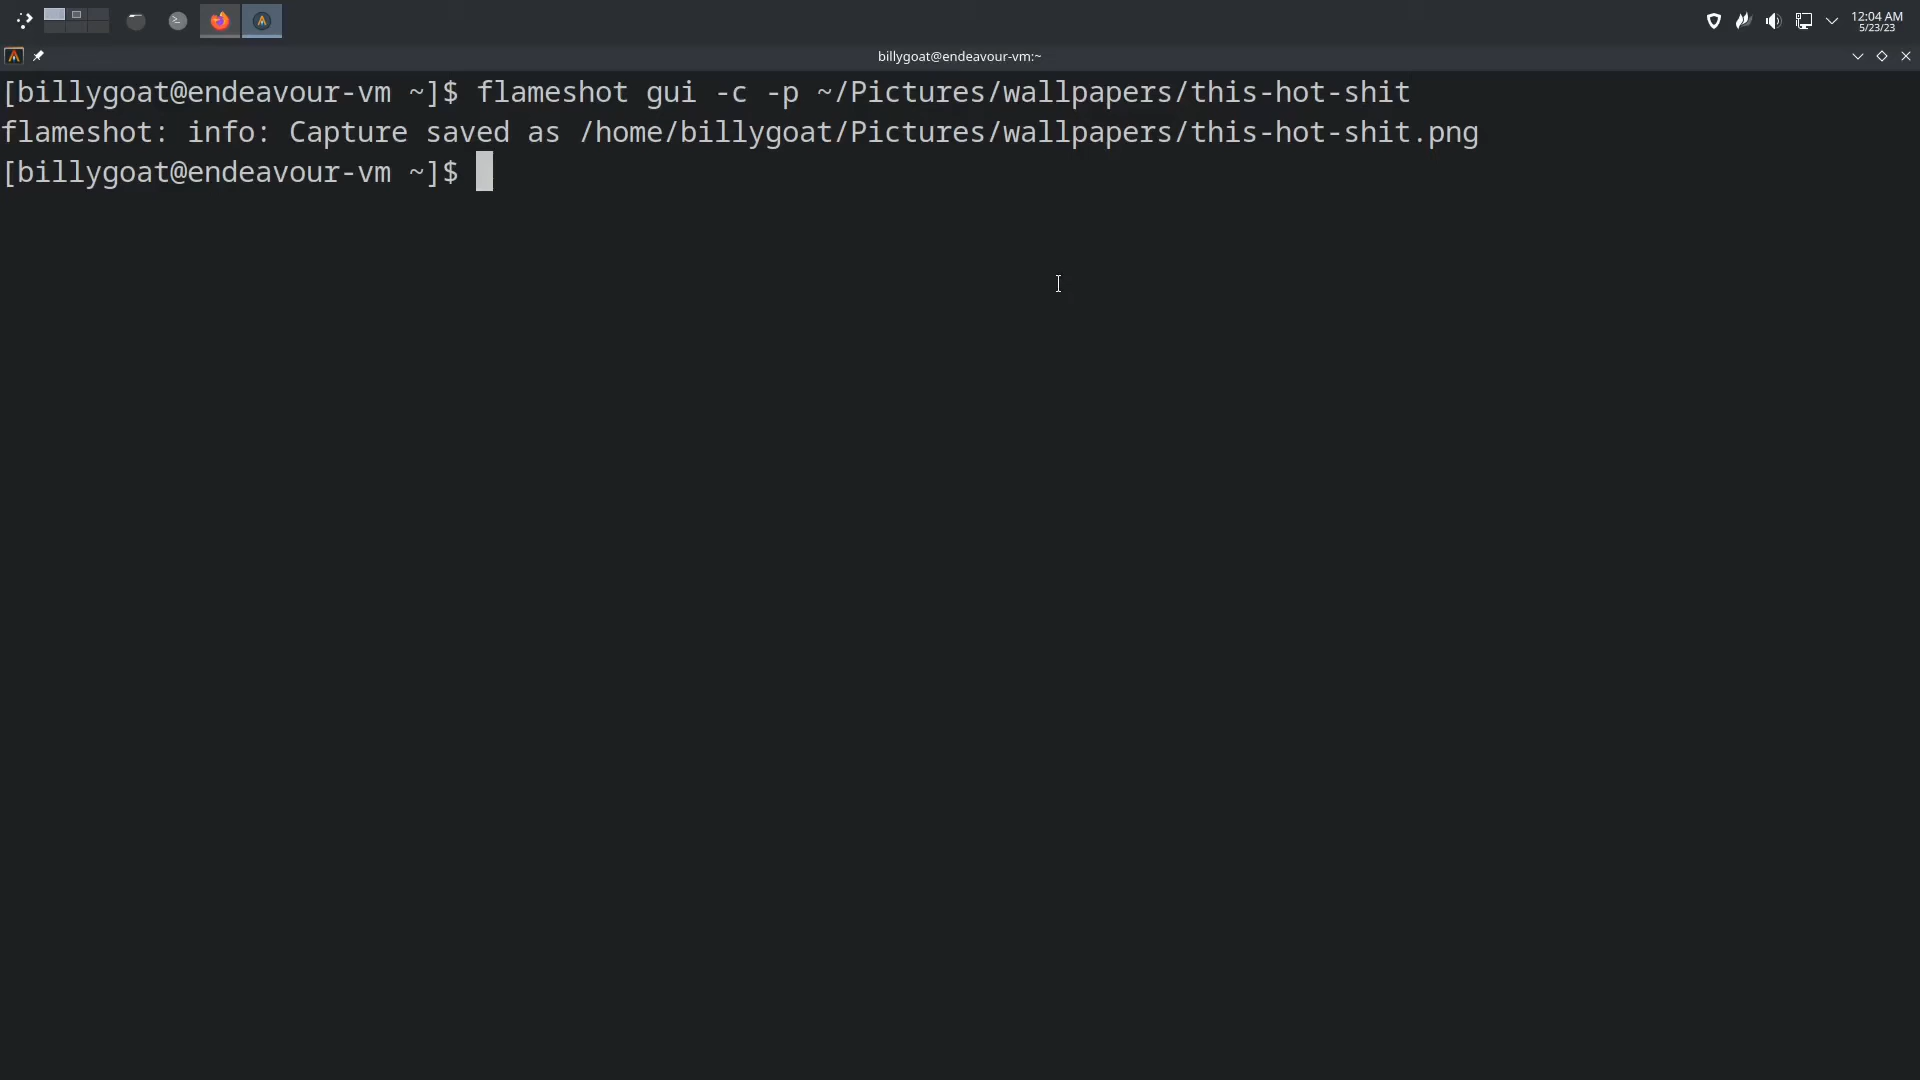 12:04 AM
5/23/23
billygoat@endeavour-vm:~
[billygoat@endeavour-vm ~]$ flameshot gui -c -p ~/Pictures/wallpapers/this-hot-shit
flameshot: info: Capture saved as /home/billygoat/Pictures/wallpapers/this-hot-shit.png
[billygoat@endeavour-vm ~]$